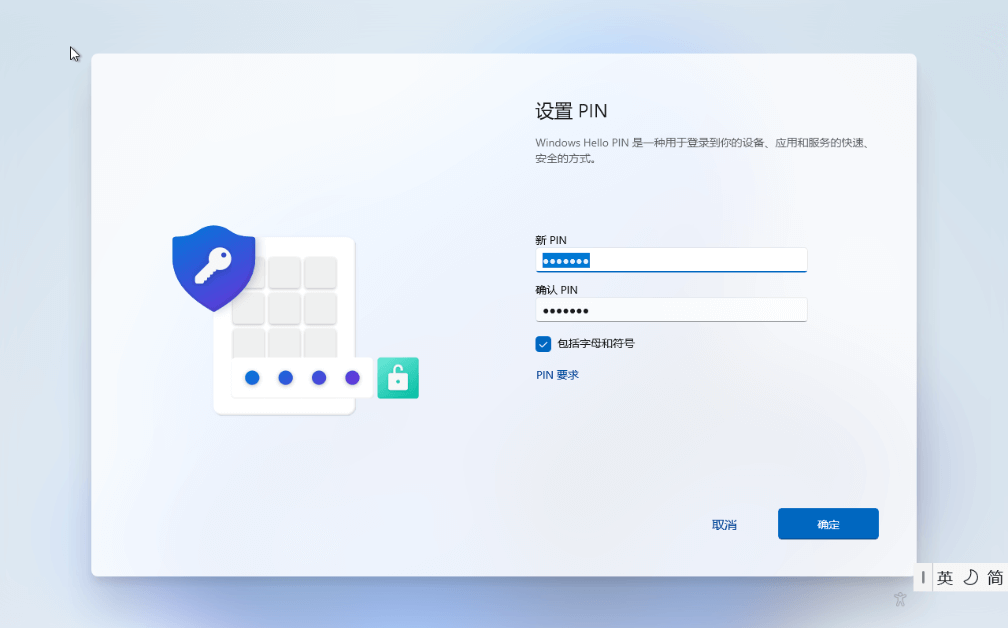 设置 PIN
Windows Hello PIN 是一种用于登录到你的设备、应用和服务的快速、
安全的方式。
新 PIN
●●●●●●●
确认 PIN
●●●●●●●
包括字母和符号
PIN 要求
取消
确定
英 简